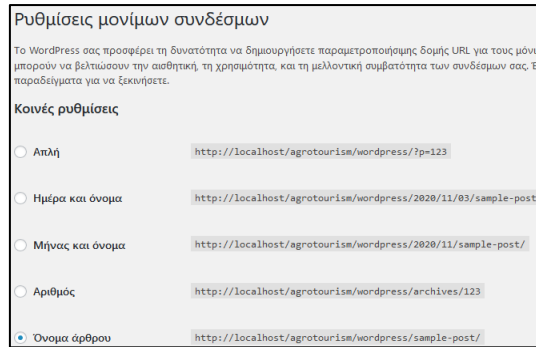 Ρυθμίσεις μονίμων συνδέσμων
Το WordPress σας προσφέρει τη δυνατότητα να δημιουργήσετε παραμετροποιήσιμης δομής URL για τους μόνι
μπορούν να βελτιώσουν την αισθητική, τη χρησιμότητα, και τη μελλοντική συμβατότητα των συνδέσμων σας.
παραδείγματα για να ξεκινήσετε.
Κοινές ρυθμίσεις
Απλή http://localhost/agrotourism/wordpress/?p=123
Ημέρα και όνομα http://localhost/agrotourism/wordpress/2020/11/03/sample-post
Μήνας και όνομα http://localhost/agrotourism/wordpress/2020/11/sample-post/
Αριθμός http://localhost/agrotourism/wordpress/archives/123
Όνομα άρθρου http://localhost/agrotourism/wordpress/sample-post/